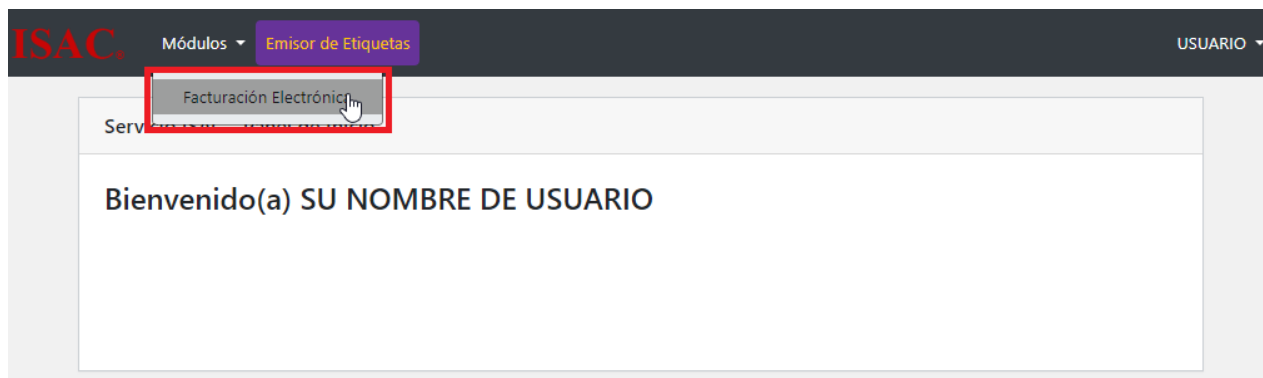 ISAC®
Módulos Emisor de Etiquetas USUARIO
Facturación Electrónica
Bienvenido(a) SU NOMBRE DE USUARIO